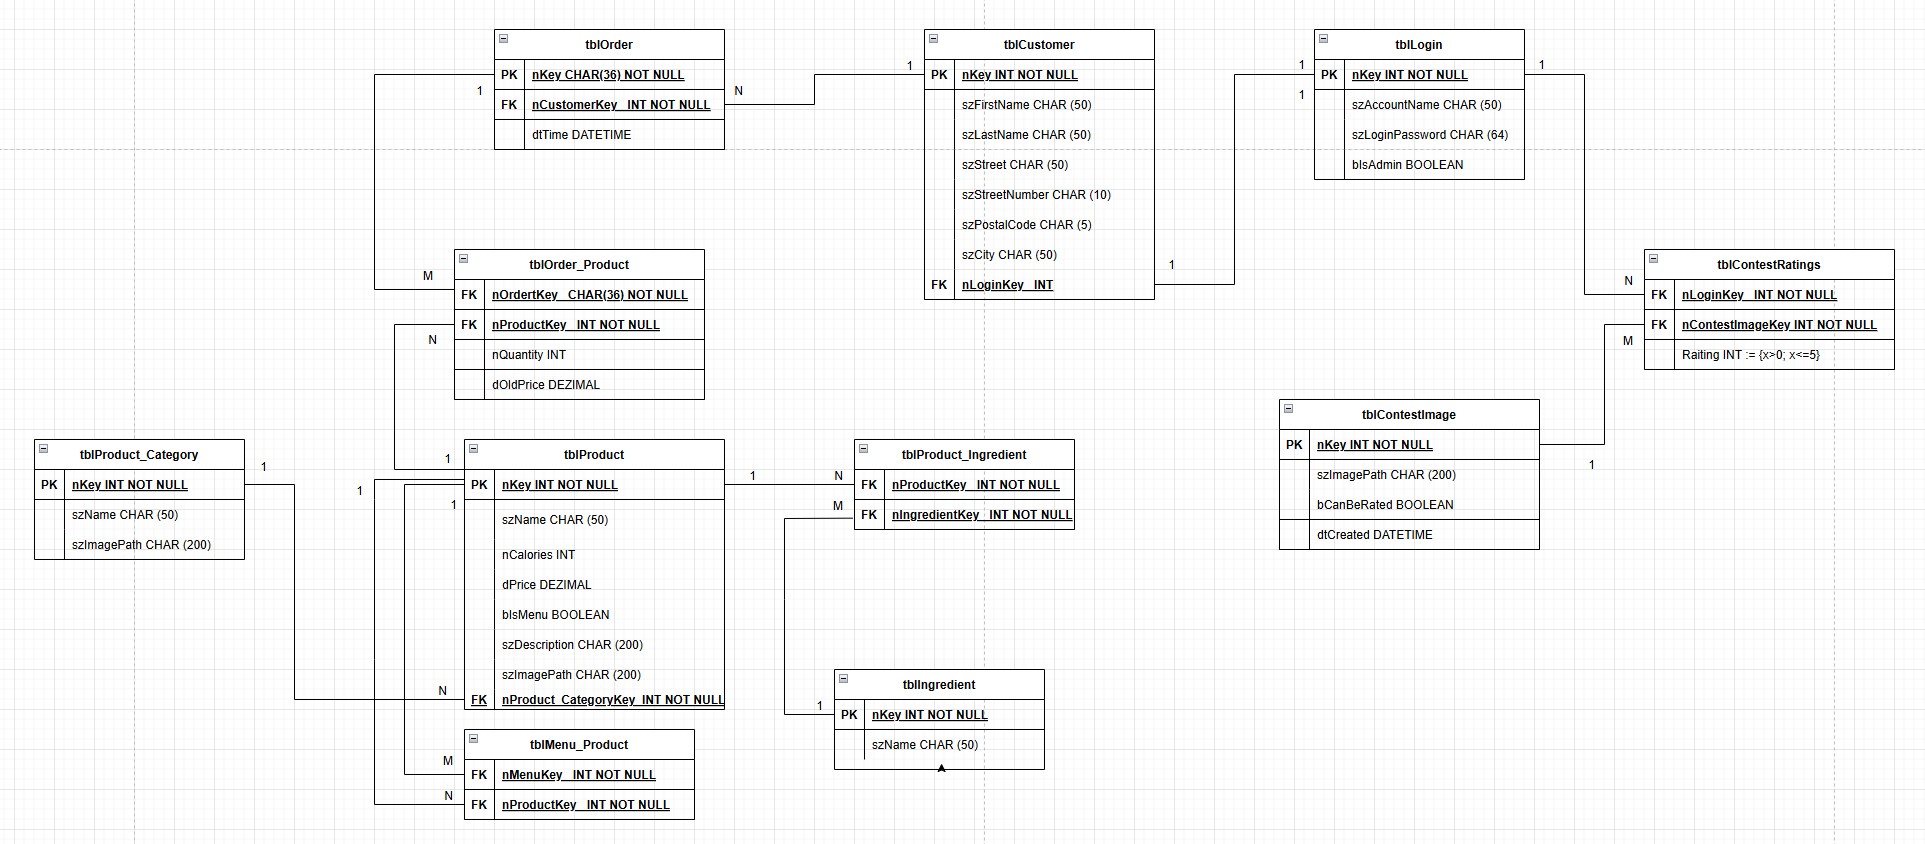 tblOrder
PK nKey CHAR(36) NOT NULL
FK nCustomerKey INT NOT NULL
dtTime DATETIME
1
N
1
tblCustomer
PK nKey INT NOT NULL
szFirstName CHAR (50)
szLastName CHAR (50)
szStreet CHAR (50)
szStreetNumber CHAR (10)
szPostalCode CHAR (5)
szCity CHAR (50)
FK nLoginKey INT
1
1
1
tblLogin
PK nKey INT NOT NULL
szAccountName CHAR (50)
szLoginPassword CHAR (64)
bIsAdmin BOOLEAN
1
N
M
tblContestRatings
FK nLoginKey INT NOT NULL
FK nContestImageKey INT NOT NULL
Raiting INT := {x>0; x<=5}
M
N
tblOrder_Product
FK nOrdertKey CHAR(36) NOT NULL
FK nProductKey INT NOT NULL
nQuantity INT
dOldPrice DEZIMAL
tblContestImage
PK nKey INT NOT NULL
szImagePath CHAR (200)
bCanBeRated BOOLEAN
dtCreated DATETIME
1
tblProduct_Category
PK nKey INT NOT NULL
szName CHAR (50)
szImagePath CHAR (200)
1
1
1
1
N
tblProduct
PK nKey INT NOT NULL
szName CHAR (50)
nCalories INT
dPrice DEZIMAL
bIsMenu BOOLEAN
szDescription CHAR (200)
szImagePath CHAR (200)
FK nProduct_CategoryKey INT NOT NULL
1
N
M
tblProduct_Ingredient
FK nProductKey INT NOT NULL
FK nIngredientKey INT NOT NULL
1
tblIngredient
PK nKey INT NOT NULL
szName CHAR (50)
M
N
tblMenu_Product
FK nMenuKey INT NOT NULL
FK nProductKey INT NOT NULL